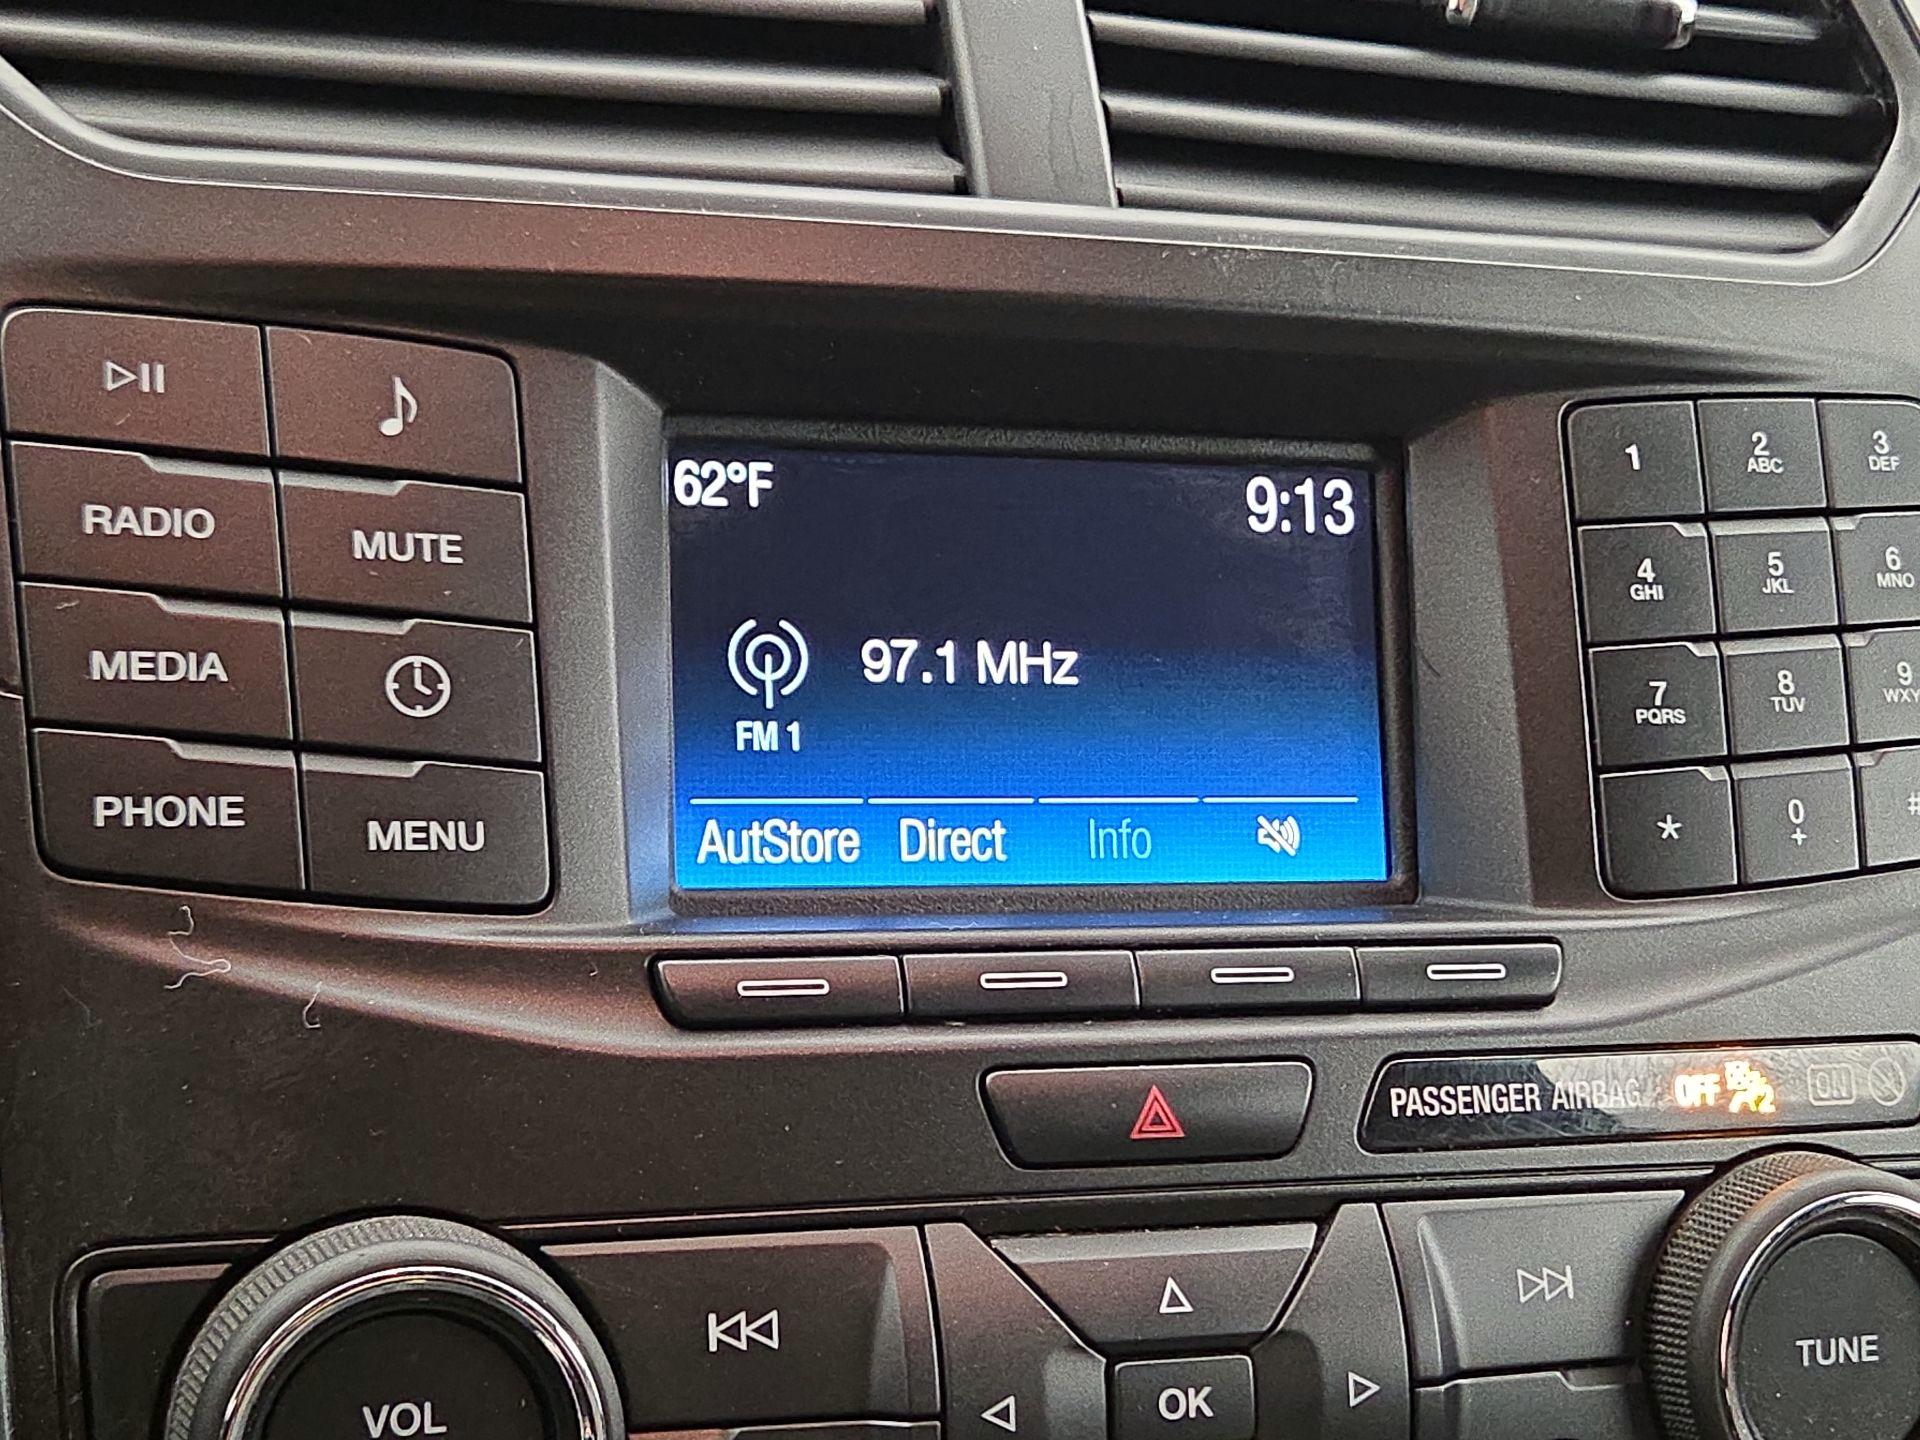 62°F
9:13
97.1 MHz
FM 1
AutStore Direct Info
RADIO
MUTE
MEDIA
PHONE
MENU
1
2 ABC
3 DEF
4 GHI
5 JKL
6 MNO
7 PQRS
8 TUV
9 WXY
*
0 +
#
PASSENGER AIRBAG OFF 2 ON
VOL
OK
TUNE